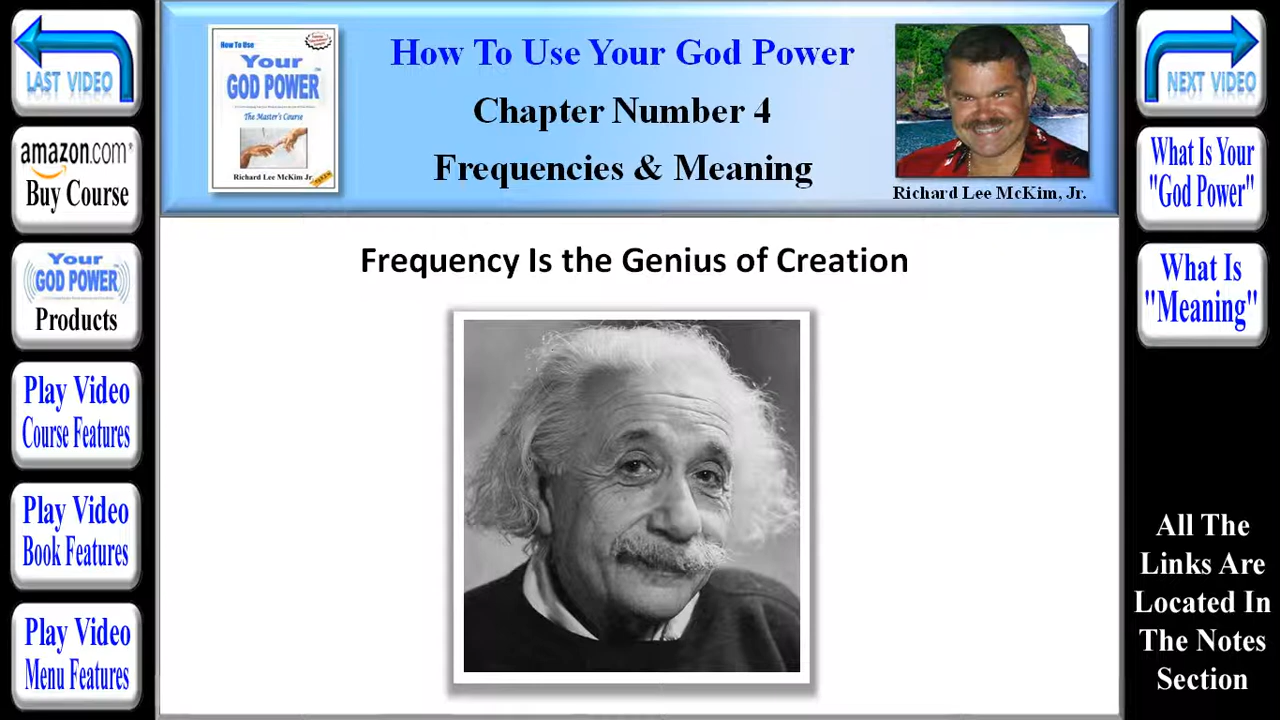 LAST VIDEO
amazon.com
Buy Course
Your
GOD POWER
Products
Play Video
Course Features
Play Video
Book Features
Play Video
Menu Features
How To Use
Your
GOD POWER
The Master's Course
Richard Lee McKim Jr.
How To Use Your God Power
Chapter Number 4
Frequencies & Meaning
Richard Lee McKim, Jr.
Frequency Is the Genius of Creation
NEXT VIDEO
What Is Your
"God Power"
What Is
"Meaning"
All The
Links Are
Located In
The Notes
Section